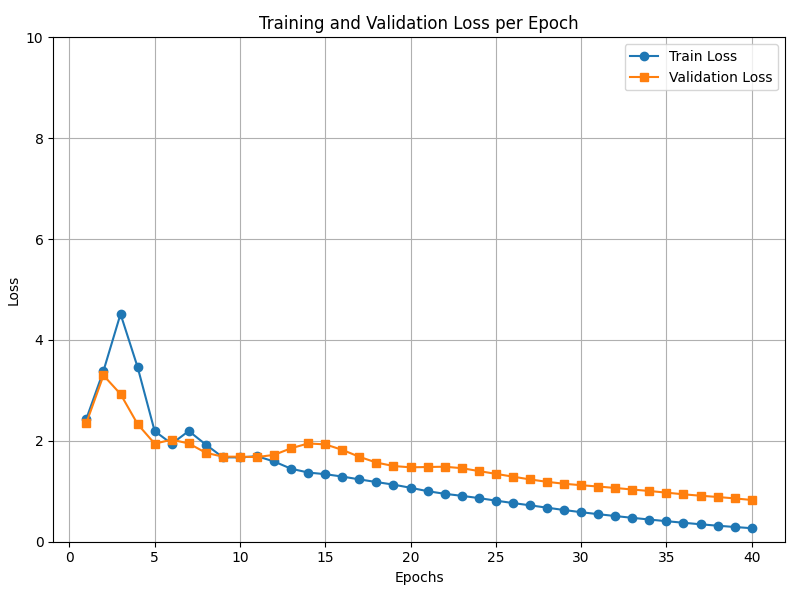 Training and Validation Loss per Epoch
10
8
6
4
2
0
Loss
Train Loss
Validation Loss
0 5 10 15 20 25 30 35 40
Epochs